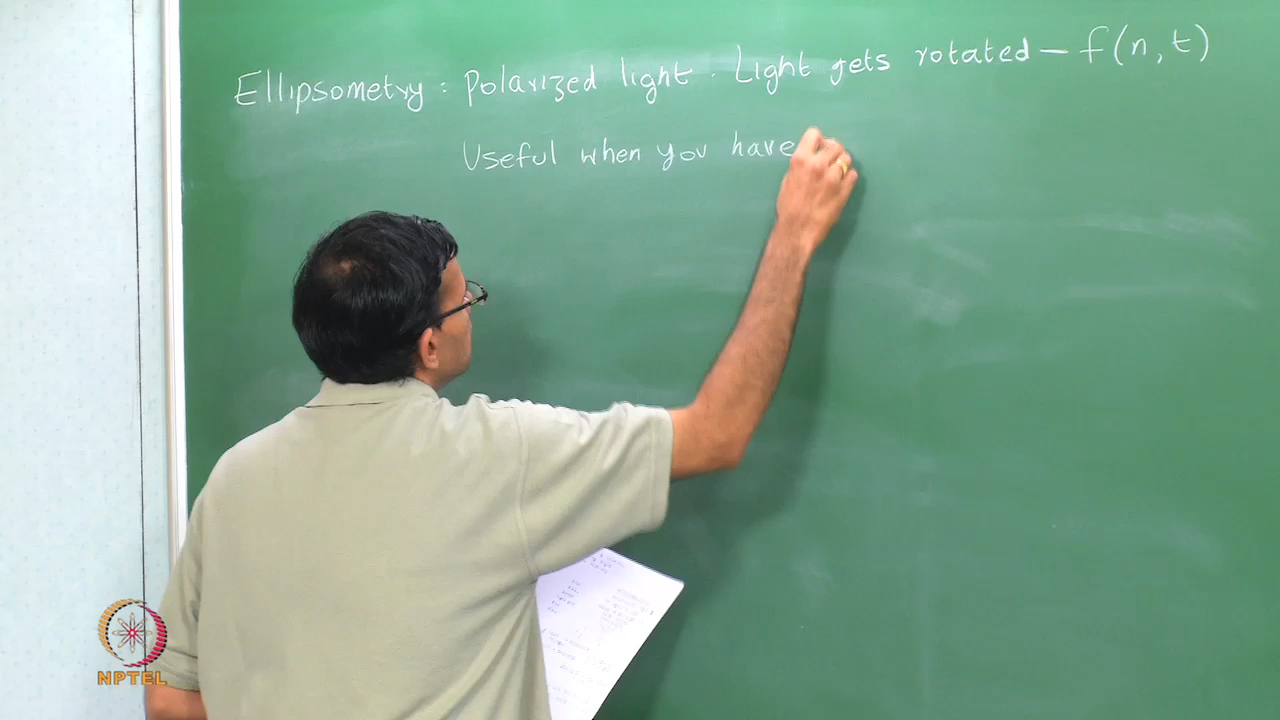 Ellipsometry : Polarized light . Light gets rotated – f(n, t)
Useful when you have
NPTEL